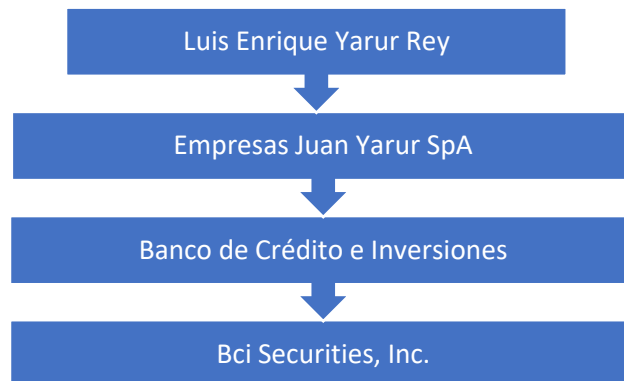 Luis Enrique Yarur Rey
Empresas Juan Yarur SpA
Banco de Crédito e Inversiones
Bci Securities, Inc.